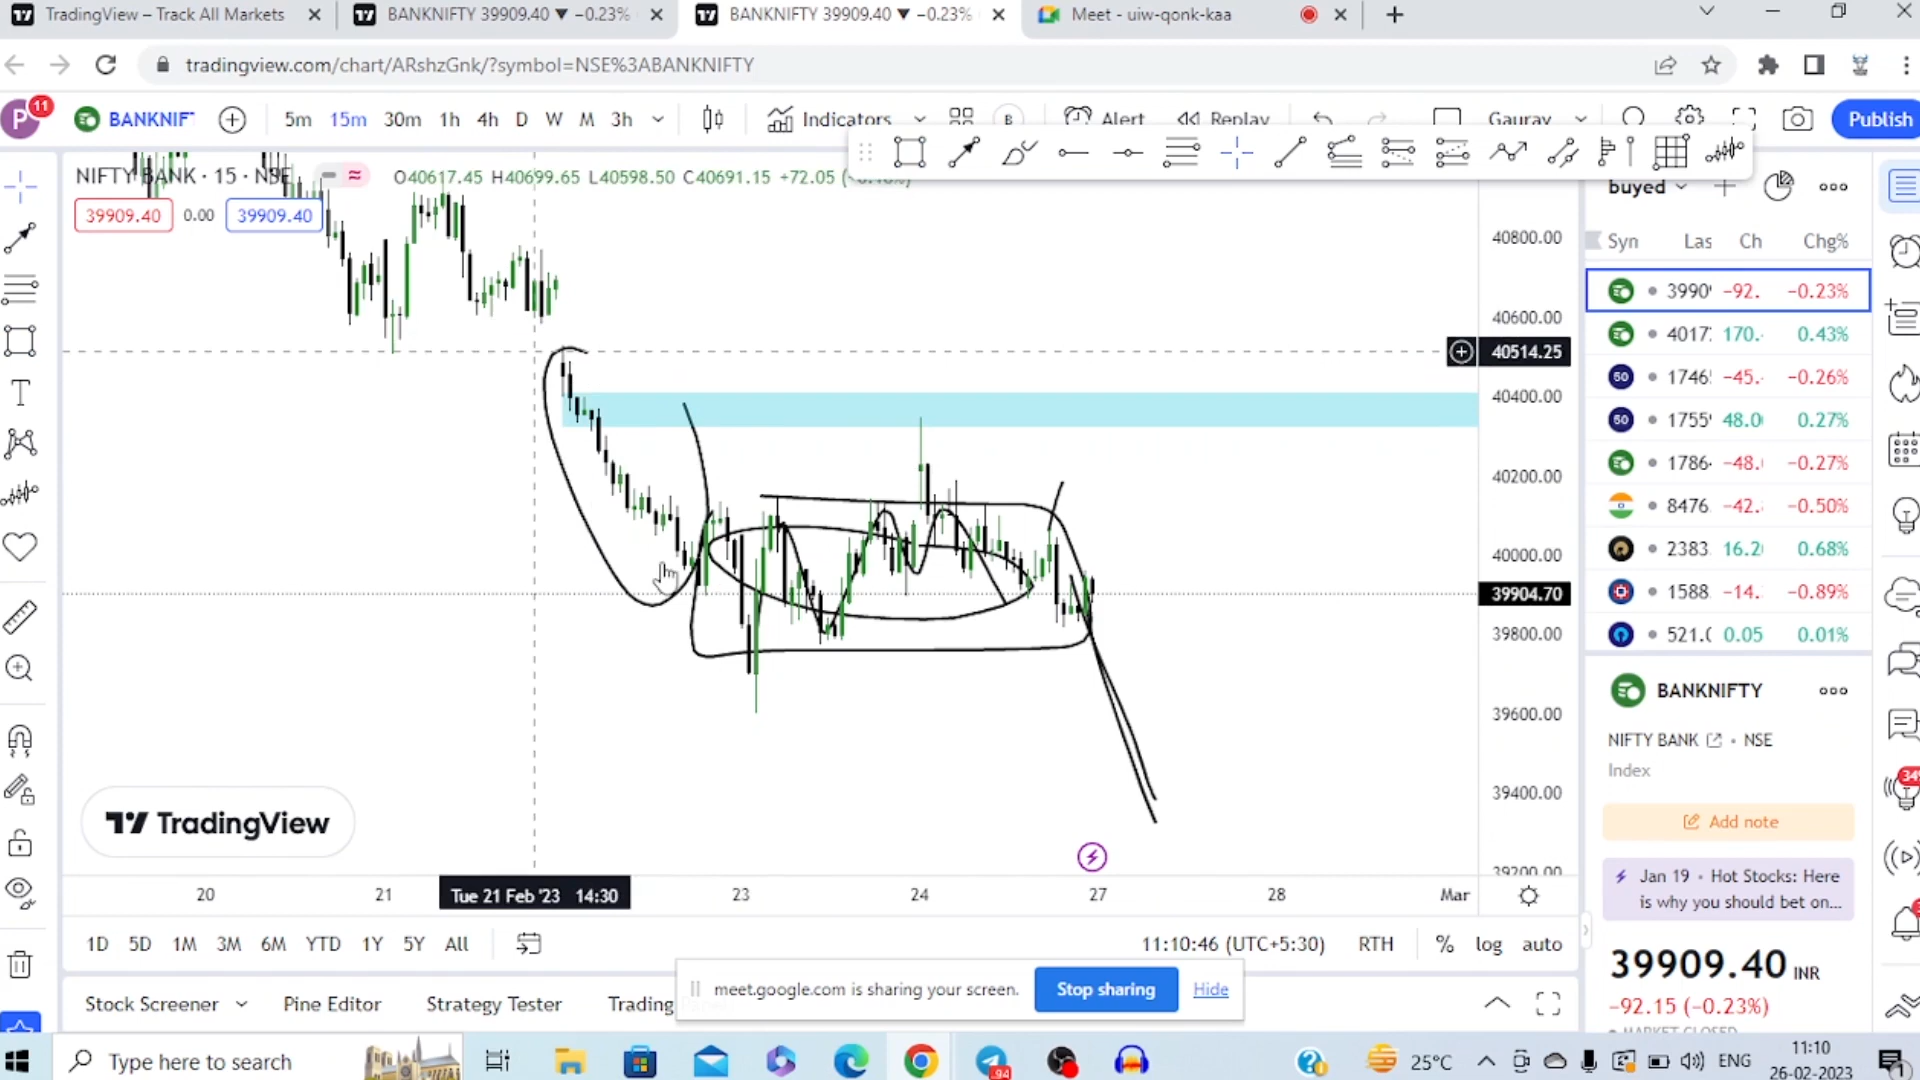 TradingView – Track All Markets
BANKNIFTY 39909.40 ▼ −0.23%
BANKNIFTY 39909.40 ▼ −0.23%
Meet - uiw-qonk-kaa
tradingview.com/chart/ARshzGnk/?symbol=NSE%3ABANKNIFTY
P 11
BANKNIF
5m 15m 30m 1h 4h D W M 3h
Indicators
B
Alert
Replay
Gaurav
Publish
NIFTY BANK · 15 · NSE
O40617.45 H40699.65 L40598.50 C40691.15 +72.05
39909.40 0.00 39909.40
buyed
Syn Las Ch Chg%
3990 −92. −0.23%
4017 170. 0.43%
50 1746 −45. −0.26%
50 1755 48.0 0.27%
1786 −48. −0.27%
8476 −42. −0.50%
2383 16.2 0.68%
1588 −14. −0.89%
521.0 0.05 0.01%
40800.00
40600.00
40514.25
40400.00
40200.00
40000.00
39904.70
39800.00
39600.00
39400.00
39200.00
BANKNIFTY
NIFTY BANK • NSE
Index
Add note
Jan 19 • Hot Stocks: Here
is why you should bet on...
39909.40 INR
−92.15 (−0.23%)
MARKET CLOSED
TradingView
20 21 Tue 21 Feb '23 14:30 23 24 27 28 Mar
1D 5D 1M 3M 6M YTD 1Y 5Y All
11:10:46 (UTC+5:30) RTH % log auto
Stock Screener Pine Editor Strategy Tester Trading
meet.google.com is sharing your screen. Stop sharing Hide
Type here to search
94
25°C
ENG
11:10
26-02-2023
1